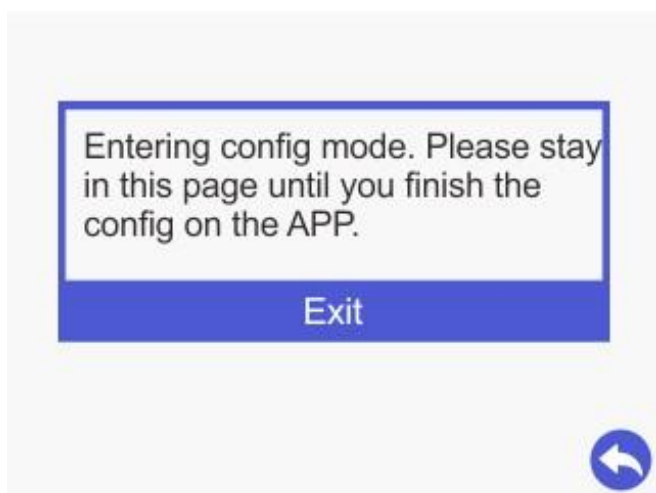 Entering config mode. Please stay
in this page until you finish the
config on the APP.
Exit